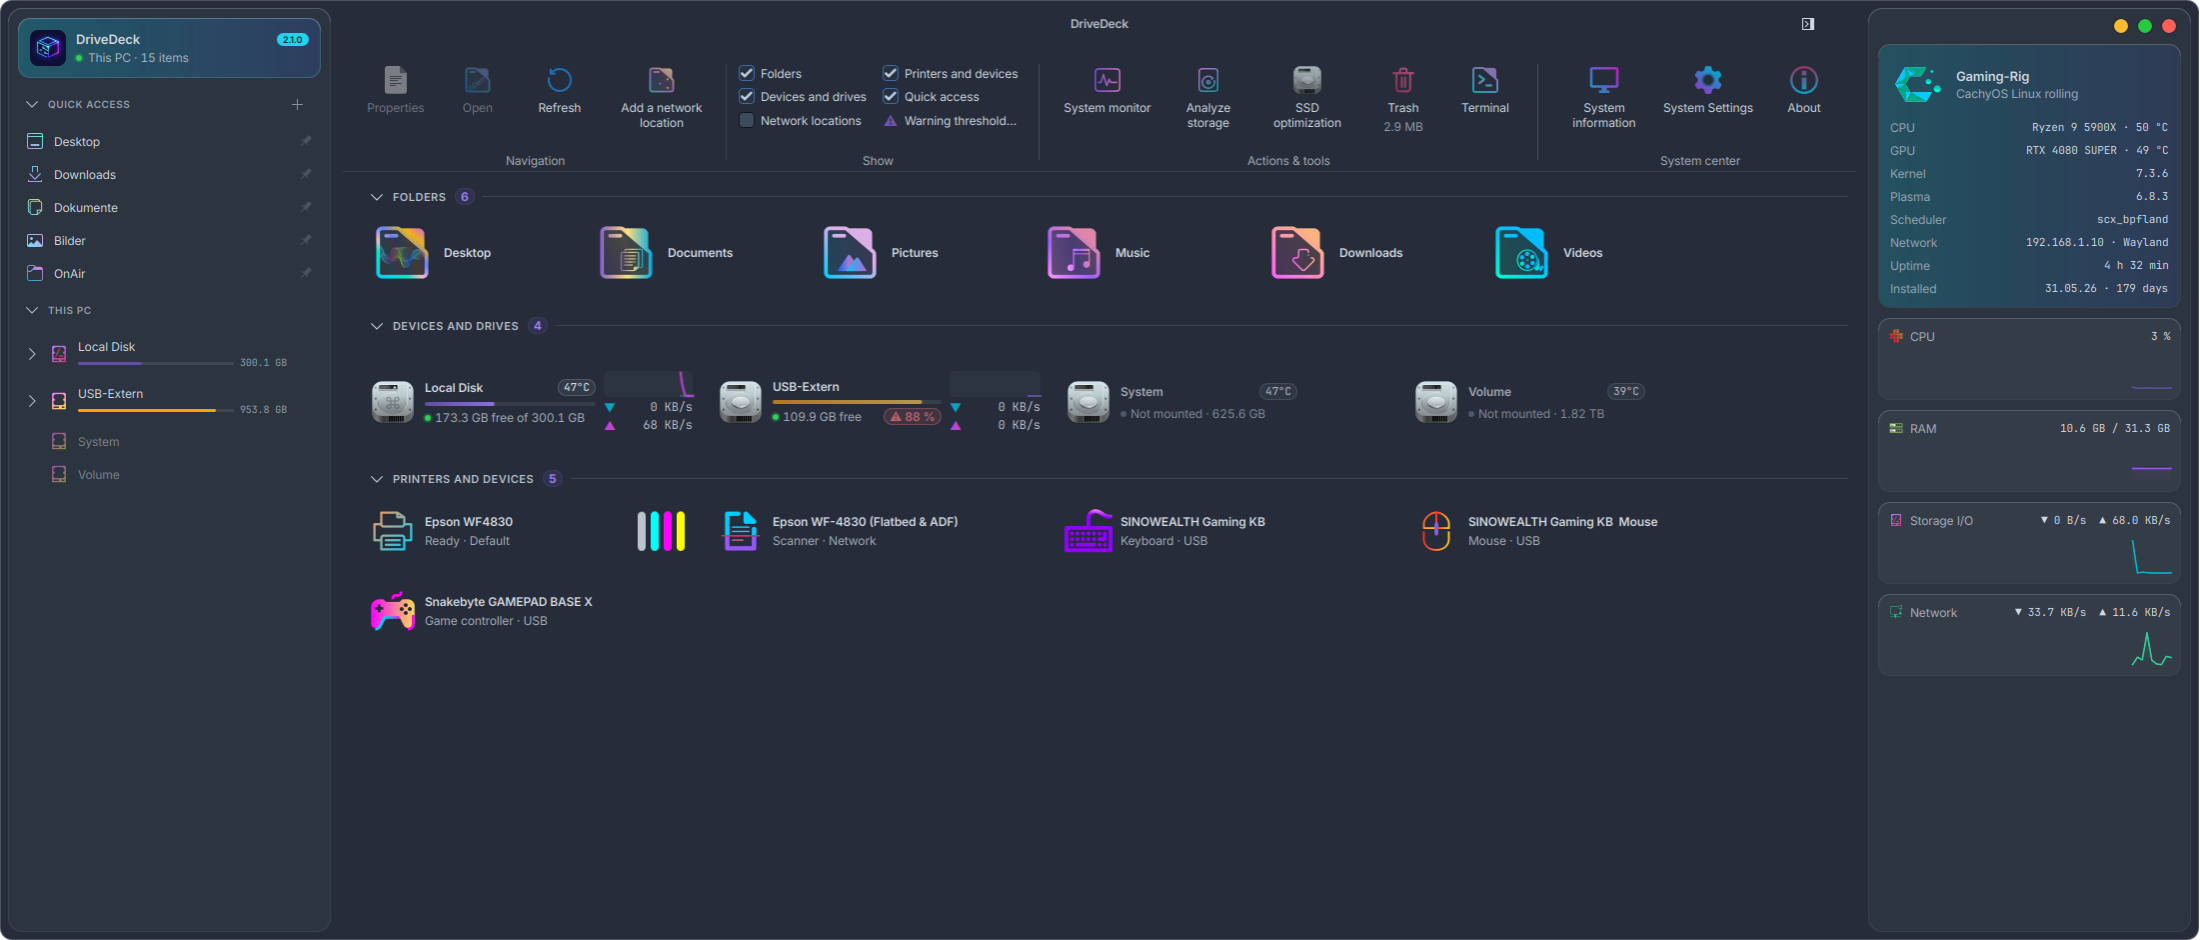 DriveDeck
2.1.0
This PC · 15 items
QUICK ACCESS
Desktop
Downloads
Dokumente
Bilder
OnAir
THIS PC
Local Disk
300.1 GB
USB-Extern
953.8 GB
System
Volume
DriveDeck
Properties
Open
Refresh
Add a network
location
Navigation
Folders
Printers and devices
Devices and drives
Quick access
Network locations
Warning threshold...
Show
System monitor
Analyze
storage
SSD
optimization
Trash
2.9 MB
Terminal
Actions & tools
System
information
System Settings
About
System center
FOLDERS 6
Desktop
Documents
Pictures
Music
Downloads
Videos
DEVICES AND DRIVES 4
Local Disk 47°C
173.3 GB free of 300.1 GB
0 KB/s
68 KB/s
USB-Extern
109.9 GB free 88 %
0 KB/s
0 KB/s
System 47°C
Not mounted · 625.6 GB
Volume 39°C
Not mounted · 1.82 TB
PRINTERS AND DEVICES 5
Epson WF4830
Ready · Default
Epson WF-4830 (Flatbed & ADF)
Scanner · Network
SINOWEALTH Gaming KB
Keyboard · USB
SINOWEALTH Gaming KB Mouse
Mouse · USB
Snakebyte GAMEPAD BASE X
Game controller · USB
Gaming-Rig
CachyOS Linux rolling
CPU Ryzen 9 5900X · 50 °C
GPU RTX 4080 SUPER · 49 °C
Kernel 7.3.6
Plasma 6.8.3
Scheduler scx_bpfland
Network 192.168.1.10 · Wayland
Uptime 4 h 32 min
Installed 31.05.26 · 179 days
CPU 3 %
RAM 10.6 GB / 31.3 GB
Storage I/O ▼ 0 B/s ▲ 68.0 KB/s
Network ▼ 33.7 KB/s ▲ 11.6 KB/s